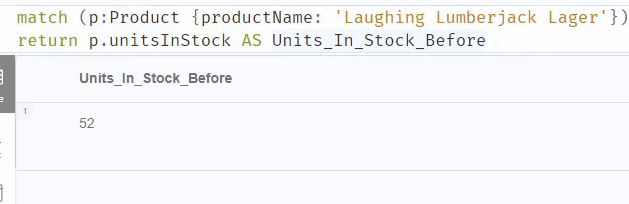 match (p:Product {productName: 'Laughing Lumberjack Lager'})
return p.unitsInStock AS Units_In_Stock_Before
Units_In_Stock_Before
1
52